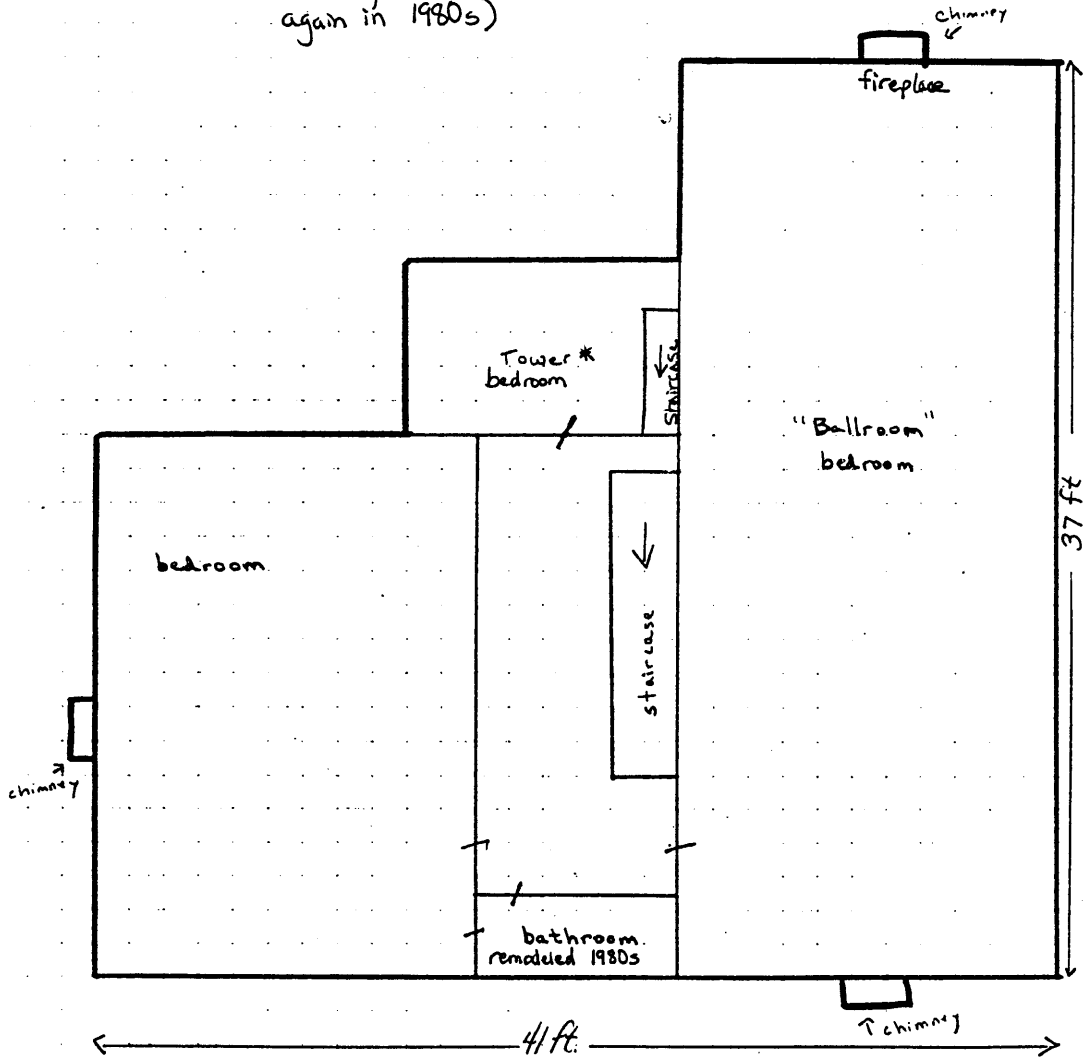 again in 1980s)
chimney
fireplace
Tower *
bedroom
staircase
"Ballroom"
bedroom
37 ft
bedroom
staircase
chimney
bathroom
remodeled 1980s
chimney
41 ft.